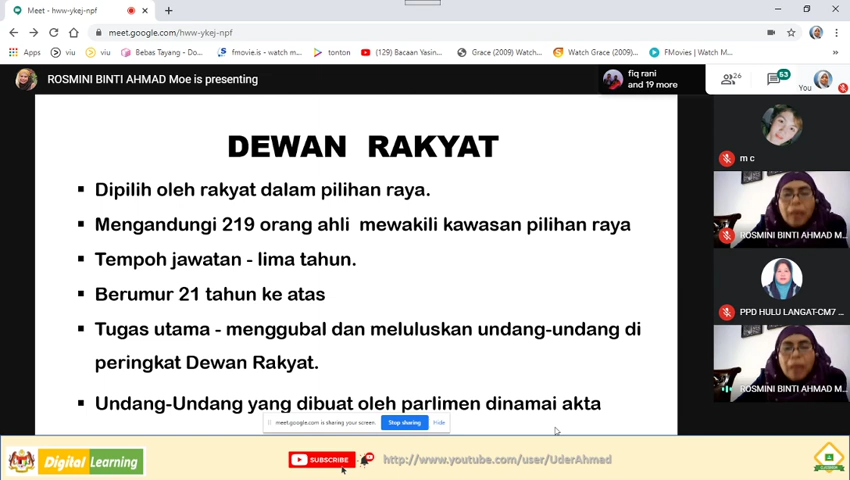 Meet - hww-ykej-npf
meet.google.com/hww-ykej-npf
Apps viu viu Bebas Tayang - Do... fmovie.is - watch m... tonton (129) Bacaan Yasin... Grace (2009) Watchc... Watch Grace (2009)... FMovies | Watch M... »
ROSMINI BINTI AHMAD Moe is presenting
fiq rani
and 19 more
26
53
You
DEWAN RAKYAT
▪ Dipilih oleh rakyat dalam pilihan raya.
▪ Mengandungi 219 orang ahli mewakili kawasan pilihan raya
▪ Tempoh jawatan - lima tahun.
▪ Berumur 21 tahun ke atas
▪ Tugas utama - menggubal dan meluluskan undang-undang di
peringkat Dewan Rakyat.
▪ Undang-Undang yang dibuat oleh parlimen dinamai akta
m c
ROSMINI BINTI AHMAD M...
PPD HULU LANGAT-CM7 ...
ROSMINI BINTI AHMAD M...
meet.google.com is sharing your screen.
Stop sharing
Hide
Digital Learning
SUBSCRIBE
http://www.youtube.com/user/UderAhmad